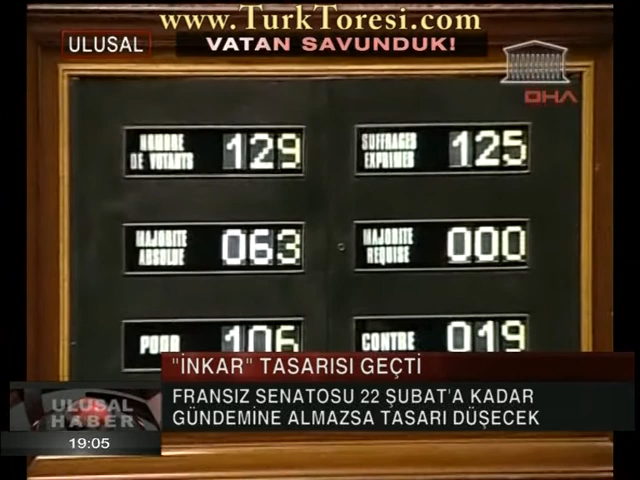 www.TurkToresi.com
ULUSAL
VATAN SAVUNDUK!
DHA
NOMBRE DE VOTANTS 129
SUFFRAGES EXPRIMES 125
MAJORITE ABSOLUE 063
MAJORITE REQUISE 000
POUR 106
CONTRE 019
"İNKAR" TASARISI GEÇTİ
ULUSAL HABER
19:05
FRANSIZ SENATOSU 22 ŞUBAT'A KADAR
GÜNDEMİNE ALMAZSA TASARI DÜŞECEK